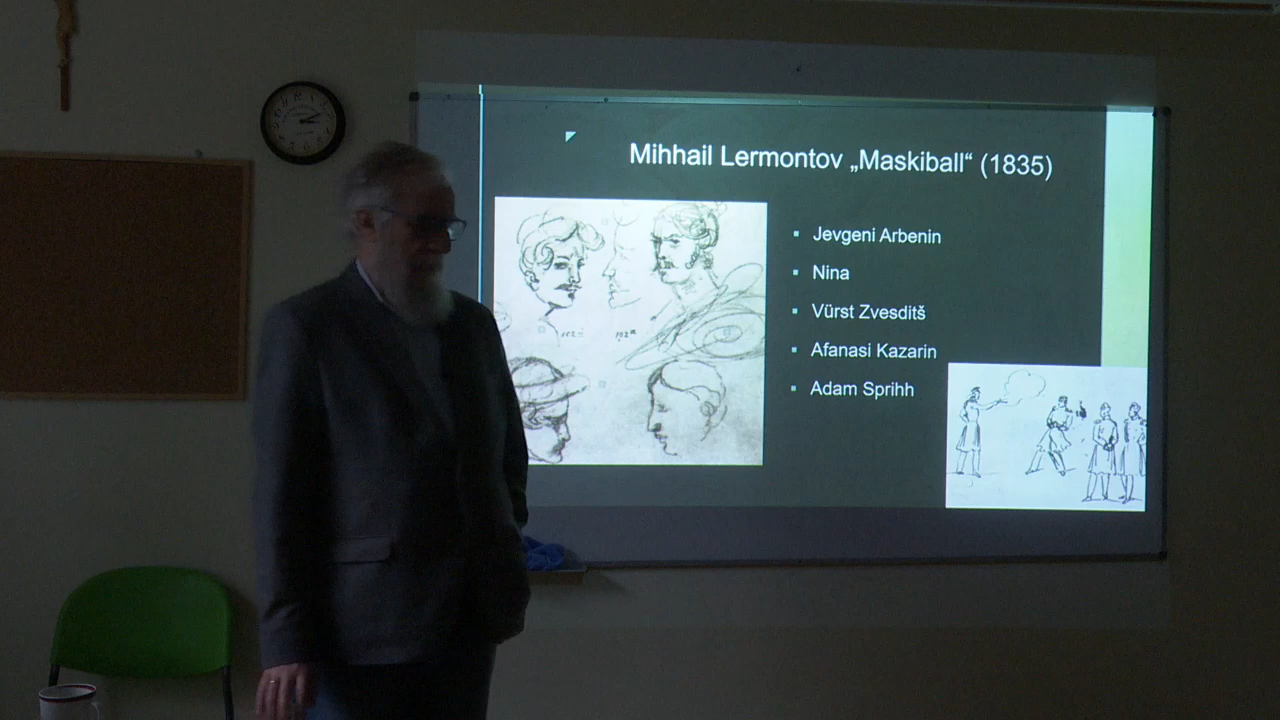 Mihhail Lermontov „Maskiball“ (1835)
Jevgeni Arbenin
Nina
Vürst Zvesditš
Afanasi Kazarin
Adam Sprihh